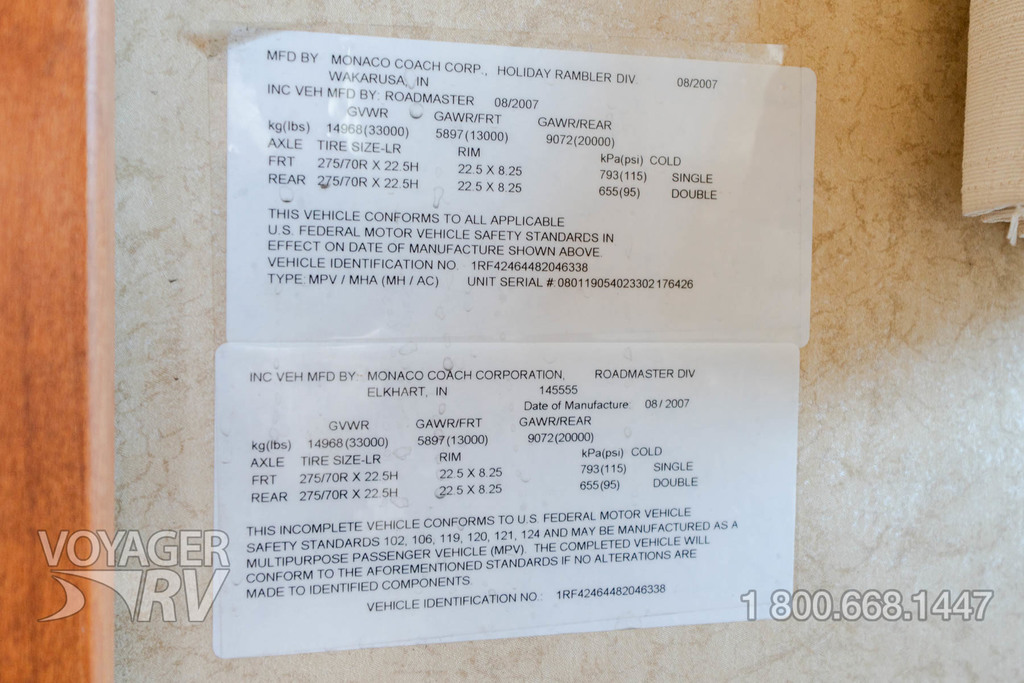 MFD BY MONACO COACH CORP., HOLIDAY RAMBLER DIV. 08/2007
WAKARUSA, IN
INC VEH MFD BY: ROADMASTER 08/2007
GVWR GAWR/FRT GAWR/REAR
kg(lbs) 14968(33000) 5897(13000) 9072(20000)
AXLE TIRE SIZE-LR RIM kPa(psi) COLD
FRT 275/70R X 22.5H 22.5 X 8.25 793(115) SINGLE
REAR 275/70R X 22.5H 22.5 X 8.25 655(95) DOUBLE
THIS VEHICLE CONFORMS TO ALL APPLICABLE
U.S. FEDERAL MOTOR VEHICLE SAFETY STANDARDS IN
EFFECT ON DATE OF MANUFACTURE SHOWN ABOVE.
VEHICLE IDENTIFICATION NO. 1RF42464482046338
TYPE: MPV / MHA (MH / AC) UNIT SERIAL #: 080119054023302176426
INC VEH MFD BY: MONACO COACH CORPORATION, ROADMASTER DIV
ELKHART, IN 145555
Date of Manufacture: 08/2007
GVWR GAWR/FRT GAWR/REAR
kg(lbs) 14968(33000) 5897(13000) 9072(20000)
AXLE TIRE SIZE-LR RIM kPa(psi) COLD
FRT 275/70R X 22.5H 22.5 X 8.25 793(115) SINGLE
REAR 275/70R X 22.5H 22.5 X 8.25 655(95) DOUBLE
THIS INCOMPLETE VEHICLE CONFORMS TO U.S. FEDERAL MOTOR VEHICLE
SAFETY STANDARDS 102, 106, 119, 120, 121, 124 AND MAY BE MANUFACTURED AS A
MULTIPURPOSE PASSENGER VEHICLE (MPV). THE COMPLETED VEHICLE WILL
CONFORM TO THE AFOREMENTIONED STANDARDS IF NO ALTERATIONS ARE
MADE TO IDENTIFIED COMPONENTS.
VEHICLE IDENTIFICATION NO.: 1RF42464482046338
VOYAGER
RV
1 800.668.1447